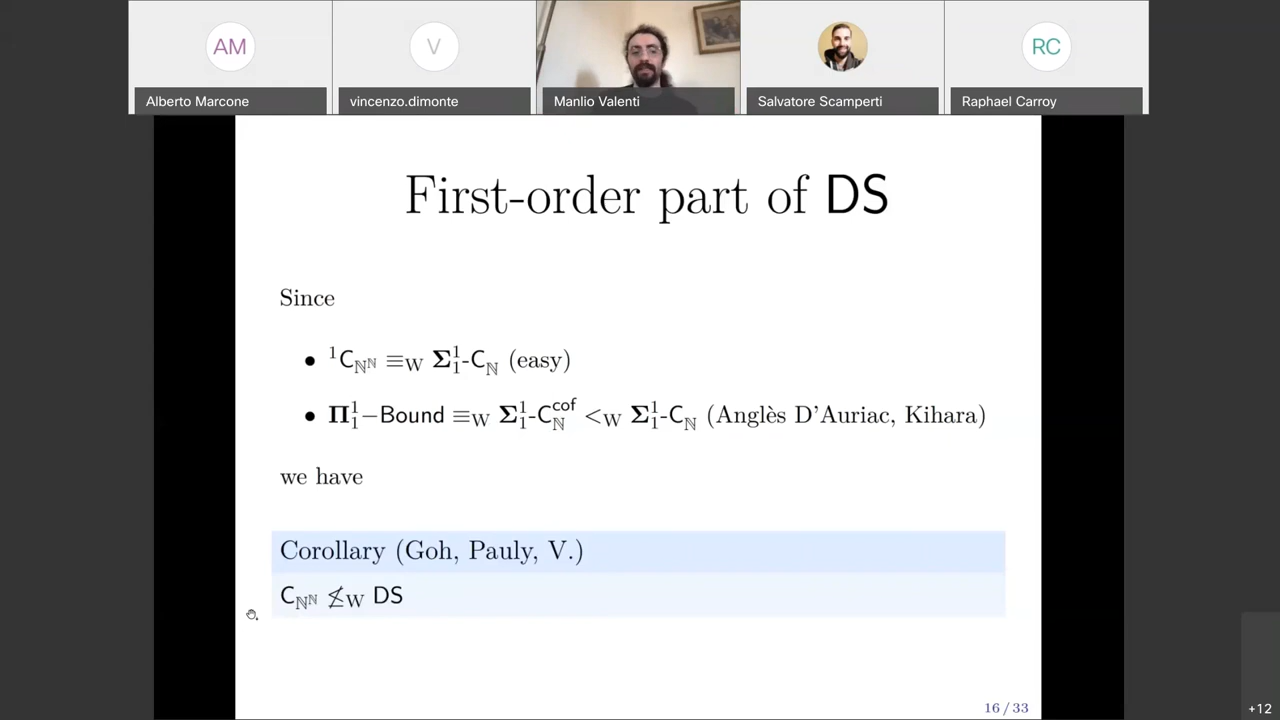 AM
V
RC
Alberto Marcone
vincenzo.dimonte
Manlio Valenti
Salvatore Scamperti
Raphael Carroy
First-order part of DS
Since
• ¹C_{ℕ^ℕ} ≡_W Σ¹₁-C_ℕ (easy)
• Π¹₁−Bound ≡_W Σ¹₁-C_ℕ^{cof} <_W Σ¹₁-C_ℕ (Anglès D'Auriac, Kihara)
we have
Corollary (Goh, Pauly, V.)
C_{ℕ^ℕ} ≰_W DS
16 / 33
+12